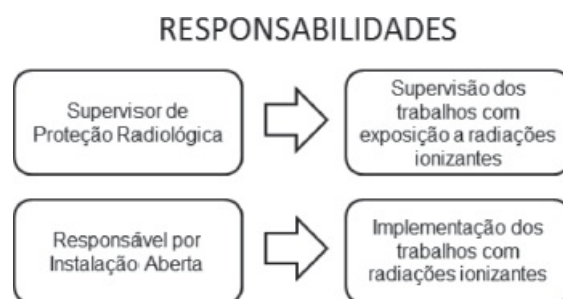 RESPONSABILIDADES
Supervisor de
Proteção Radiológica
Supervisão dos
trabalhos com
exposição a radiações
ionizantes
Responsável por
Instalação Aberta
Implementação dos
trabalhos com
radiações ionizantes